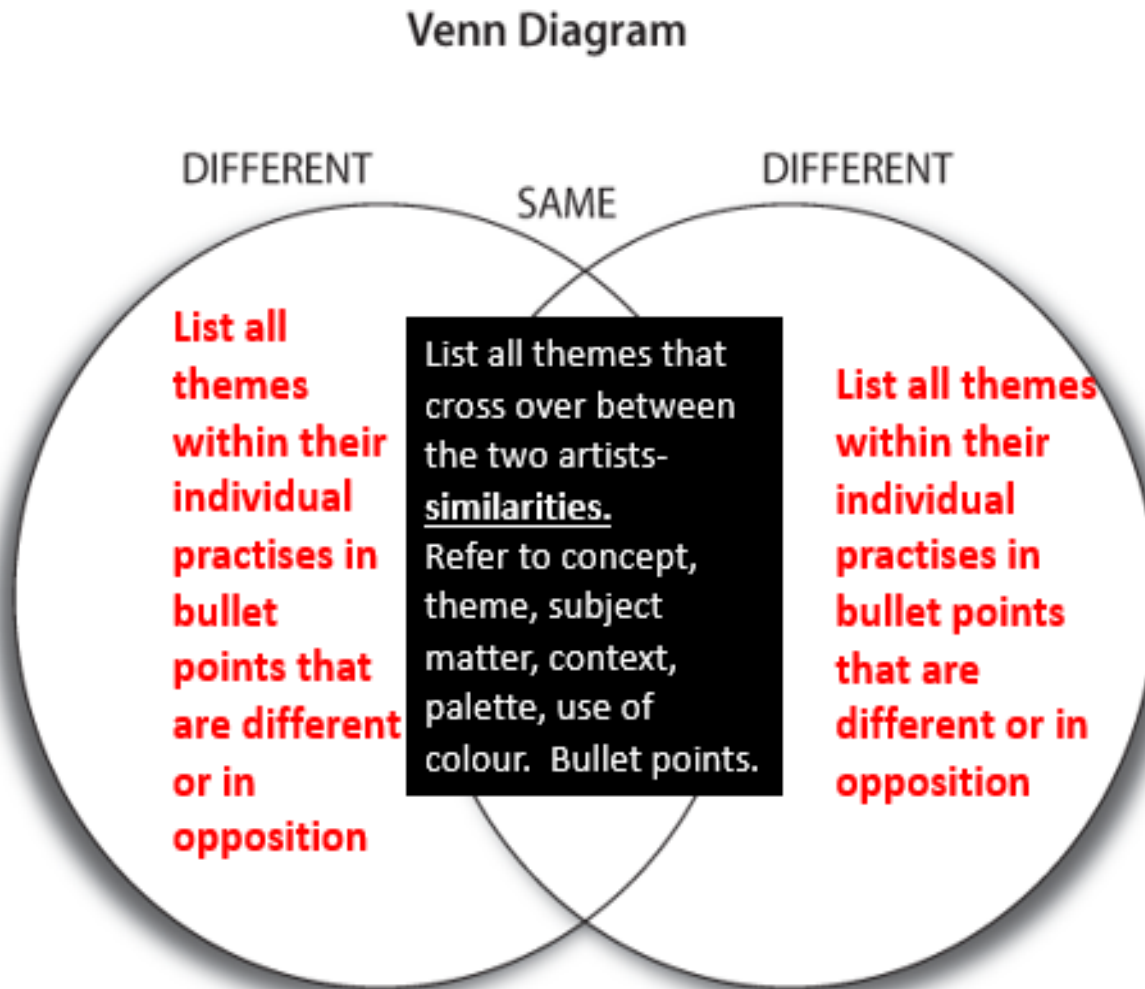 Venn Diagram
DIFFERENT
SAME
DIFFERENT
List all
themes
within their
individual
practises in
bullet
points that
are different
or in
opposition
List all themes that
cross over between
the two artists-
similarities.
Refer to concept,
theme, subject
matter, context,
palette, use of
colour.  Bullet points.
List all themes
within their
individual
practises in
bullet points
that are
different or in
opposition